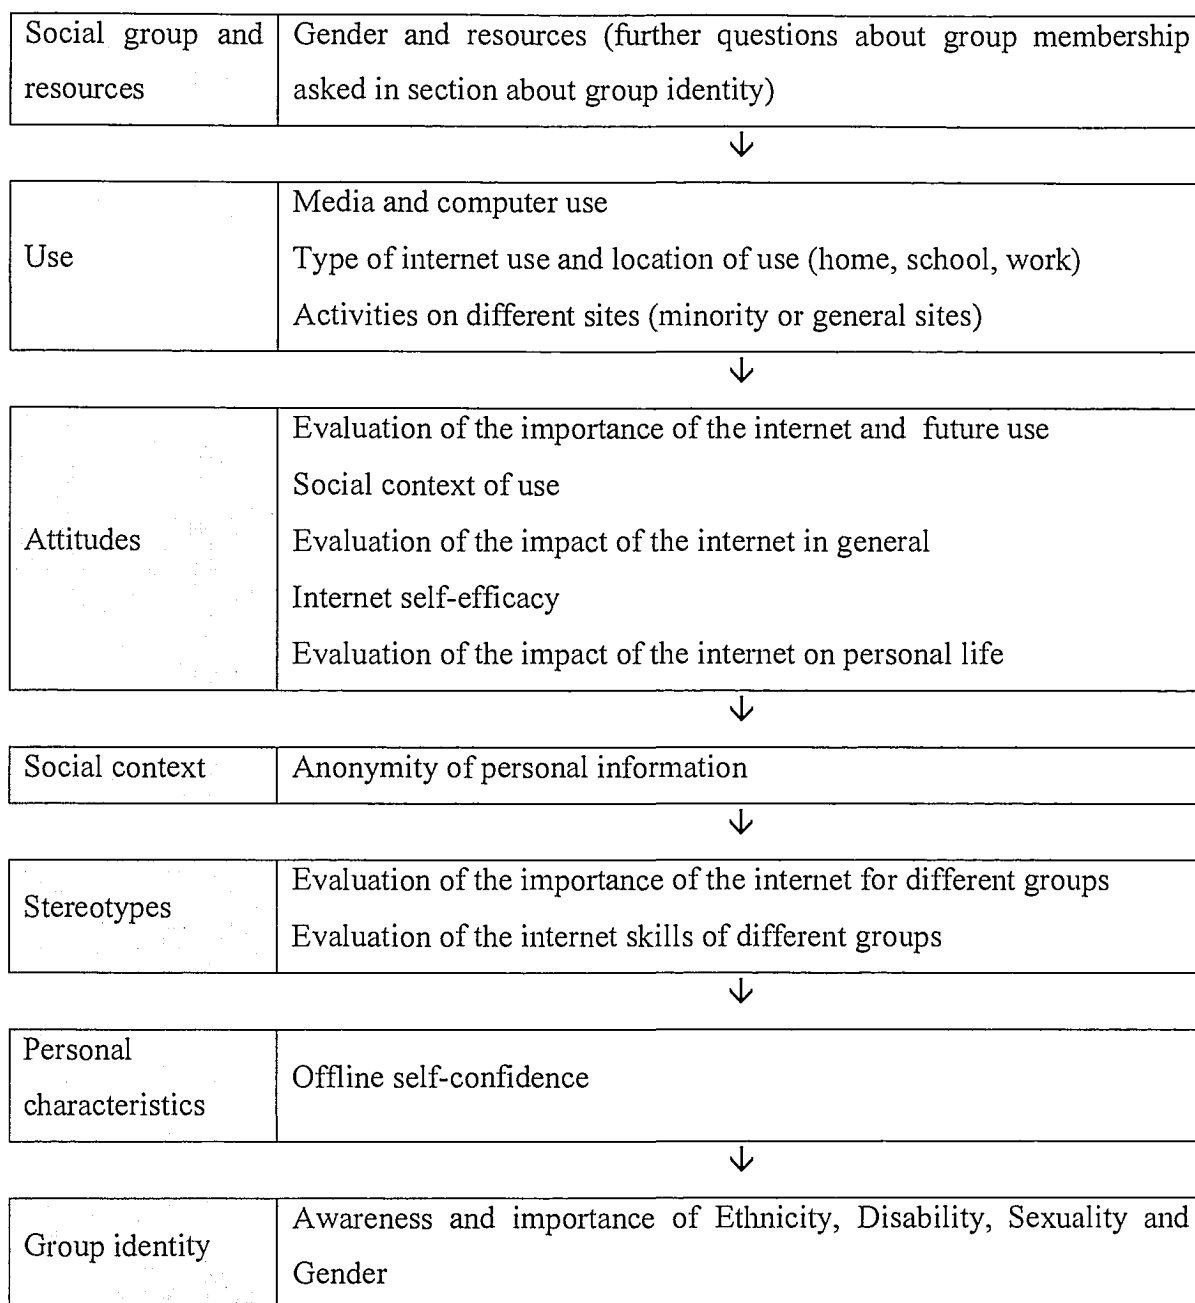 Social group and
resources
Gender and resources (further questions about group membership
asked in section about group identity)
↓
Use
Media and computer use
Type of internet use and location of use (home, school, work)
Activities on different sites (minority or general sites)
↓
Attitudes
Evaluation of the importance of the internet and future use
Social context of use
Evaluation of the impact of the internet in general
Internet self-efficacy
Evaluation of the impact of the internet on personal life
↓
Social context
Anonymity of personal information
↓
Stereotypes
Evaluation of the importance of the internet for different groups
Evaluation of the internet skills of different groups
↓
Personal
characteristics
Offline self-confidence
↓
Group identity
Awareness and importance of Ethnicity, Disability, Sexuality and
Gender